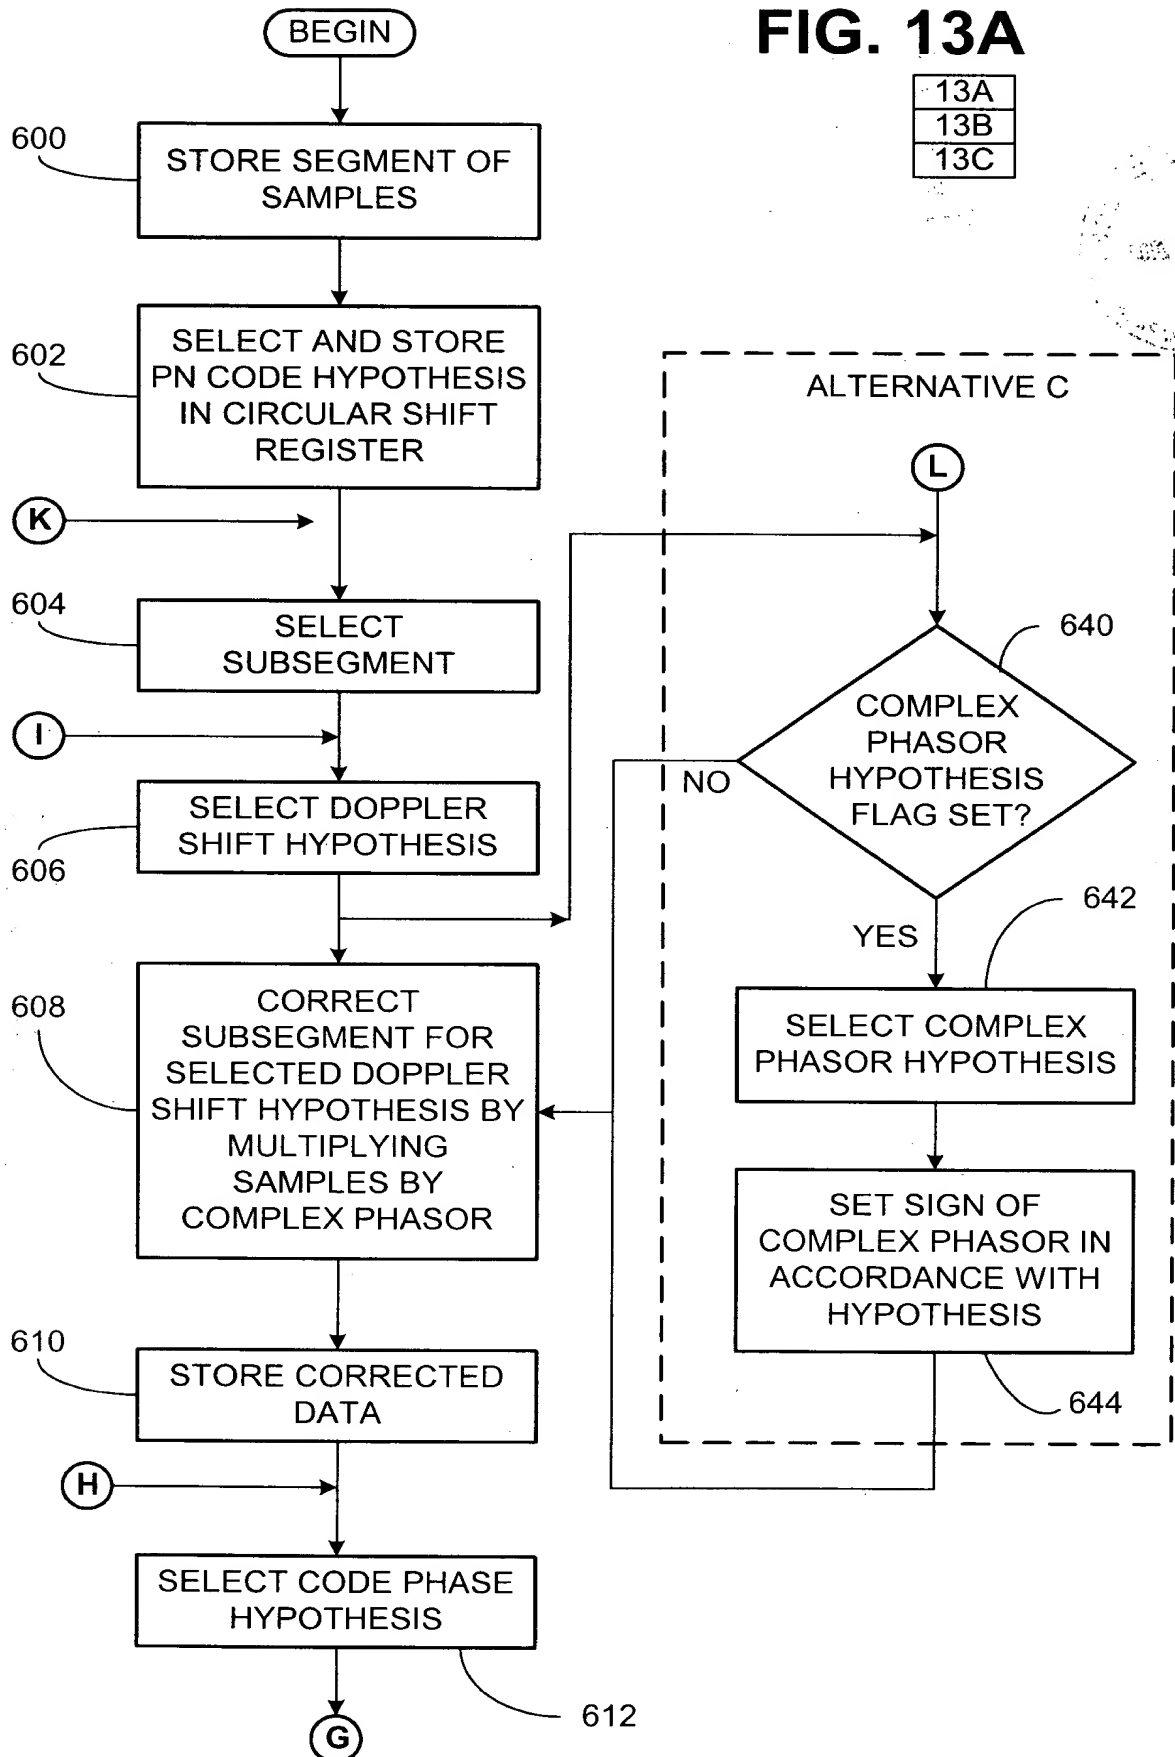 FIG. 13A
13A
13B
13C
BEGIN
600
STORE SEGMENT OF
SAMPLES
602
SELECT AND STORE
PN CODE HYPOTHESIS
IN CIRCULAR SHIFT
REGISTER
K
604
SELECT
SUBSEGMENT
I
606
SELECT DOPPLER
SHIFT HYPOTHESIS
608
CORRECT
SUBSEGMENT FOR
SELECTED DOPPLER
SHIFT HYPOTHESIS BY
MULTIPLYING
SAMPLES BY
COMPLEX PHASOR
610
STORE CORRECTED
DATA
H
SELECT CODE PHASE
HYPOTHESIS
612
G
ALTERNATIVE C
L
640
COMPLEX
PHASOR
HYPOTHESIS
FLAG SET?
NO
YES
642
SELECT COMPLEX
PHASOR HYPOTHESIS
SET SIGN OF
COMPLEX PHASOR IN
ACCORDANCE WITH
HYPOTHESIS
644